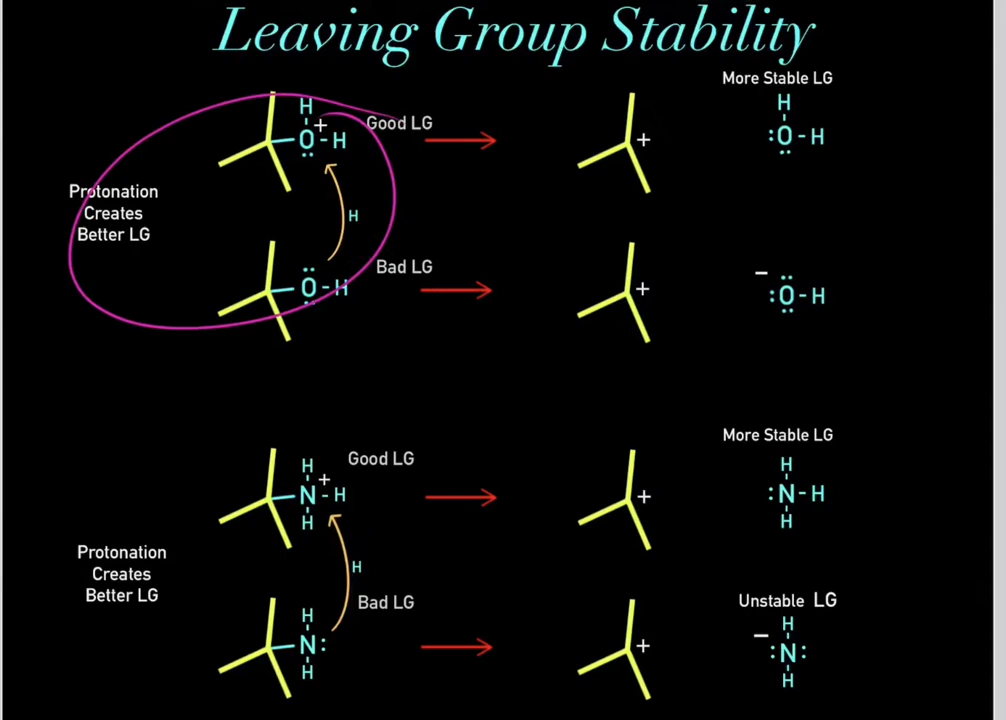 Leaving Group Stability
More Stable LG
H
H
O+-H
Good LG
+
:O-H
Protonation
Creates
Better LG
H
Bad LG
O-H
+
− :O-H
More Stable LG
Good LG
H
H
N+-H
+
:N-H
H
H
Protonation
Creates
Better LG
H
Bad LG
Unstable LG
H
H
N:
+
− :N:
H
H